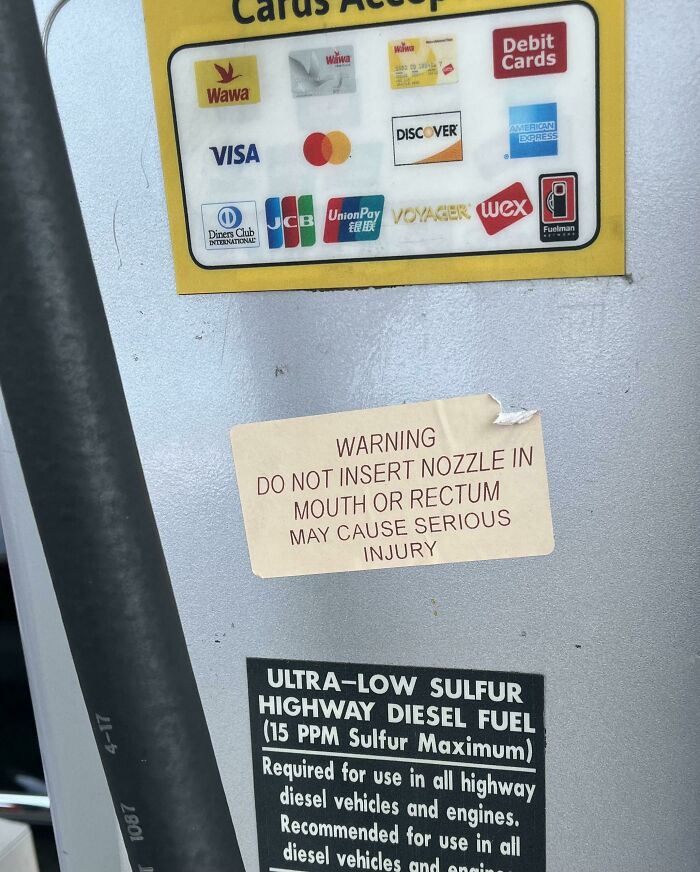 Cards Accep
Wawa
Wawa
Wawa
Debit
Cards
VISA
DISCOVER
AMERICAN
EXPRESS
Diners Club
INTERNATIONAL
JCB
UnionPay
银联
VOYAGER
wex
Fuelman
WARNING
DO NOT INSERT NOZZLE IN
MOUTH OR RECTUM
MAY CAUSE SERIOUS
INJURY
ULTRA-LOW SULFUR
HIGHWAY DIESEL FUEL
(15 PPM Sulfur Maximum)
Required for use in all highway
diesel vehicles and engines.
Recommended for use in all
diesel vehicles and
4-17
1087